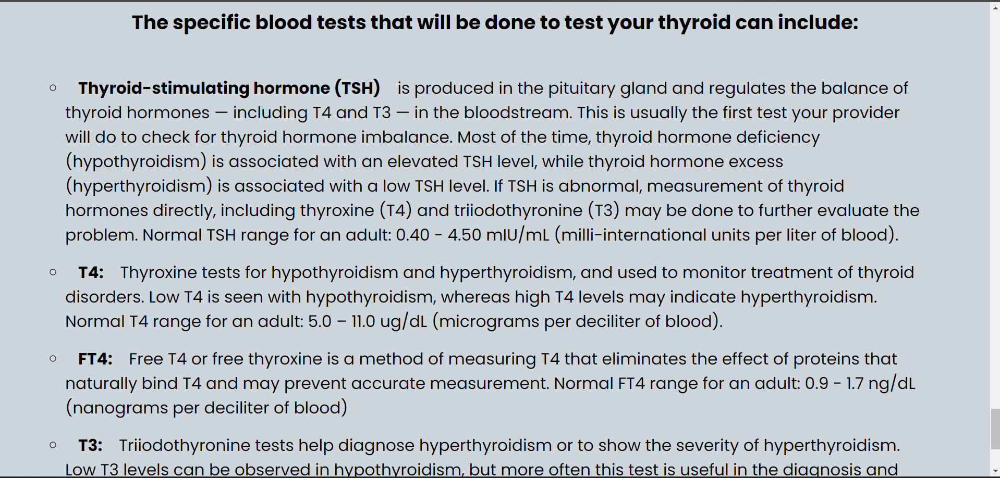 The specific blood tests that will be done to test your thyroid can include:
○ Thyroid-stimulating hormone (TSH) is produced in the pituitary gland and regulates the balance of
thyroid hormones — including T4 and T3 — in the bloodstream. This is usually the first test your provider
will do to check for thyroid hormone imbalance. Most of the time, thyroid hormone deficiency
(hypothyroidism) is associated with an elevated TSH level, while thyroid hormone excess
(hyperthyroidism) is associated with a low TSH level. If TSH is abnormal, measurement of thyroid
hormones directly, including thyroxine (T4) and triiodothyronine (T3) may be done to further evaluate the
problem. Normal TSH range for an adult: 0.40 - 4.50 mIU/mL (milli-international units per liter of blood).
○ T4: Thyroxine tests for hypothyroidism and hyperthyroidism, and used to monitor treatment of thyroid
disorders. Low T4 is seen with hypothyroidism, whereas high T4 levels may indicate hyperthyroidism.
Normal T4 range for an adult: 5.0 – 11.0 ug/dL (micrograms per deciliter of blood).
○ FT4: Free T4 or free thyroxine is a method of measuring T4 that eliminates the effect of proteins that
naturally bind T4 and may prevent accurate measurement. Normal FT4 range for an adult: 0.9 - 1.7 ng/dL
(nanograms per deciliter of blood)
○ T3: Triiodothyronine tests help diagnose hyperthyroidism or to show the severity of hyperthyroidism.
Low T3 levels can be observed in hypothyroidism, but more often this test is useful in the diagnosis and